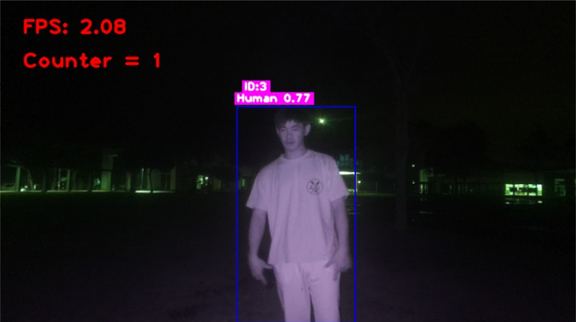 FPS: 2.08
Counter = 1
ID:3
Human 0.77